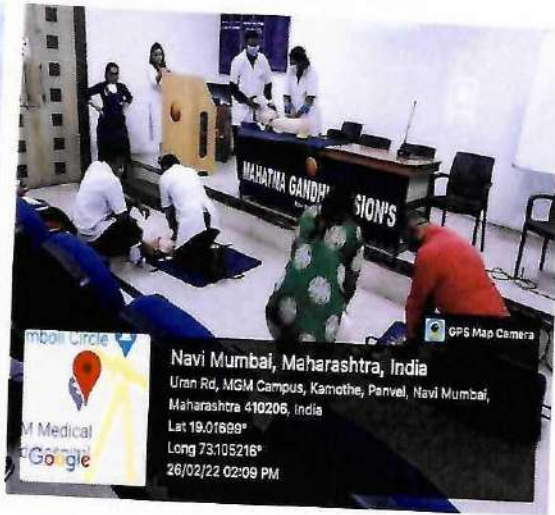 MAHATMA GANDHI
SION'S
GPS Map Camera
mboli Circle
M Medical
Google
Navi Mumbai, Maharashtra, India
Uran Rd, MGM Campus, Kamothe, Panvel, Navi Mumbai,
Maharashtra 410206, India
Lat 19.01699°
Long 73.105216°
26/02/22 02:09 PM